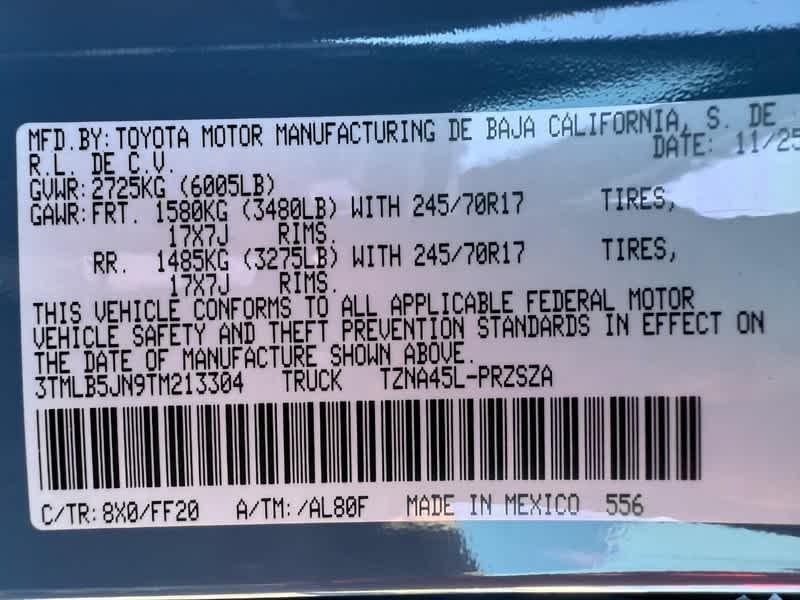 MFD.BY:TOYOTA MOTOR MANUFACTURING DE BAJA CALIFORNIA, S. DE
R.L. DE C.V. DATE: 11/25
GVWR:2725KG (6005LB)
GAWR:FRT. 1580KG (3480LB) WITH 245/70R17 TIRES,
17X7J RIMS.
RR. 1485KG (3275LB) WITH 245/70R17 TIRES,
17X7J RIMS.
THIS VEHICLE CONFORMS TO ALL APPLICABLE FEDERAL MOTOR
VEHICLE SAFETY AND THEFT PREVENTION STANDARDS IN EFFECT ON
THE DATE OF MANUFACTURE SHOWN ABOVE.
3TMLB5JN9TM213304 TRUCK TZNA45L-PRZSZA
C/TR:8X0/FF20 A/TM:/AL80F MADE IN MEXICO 556